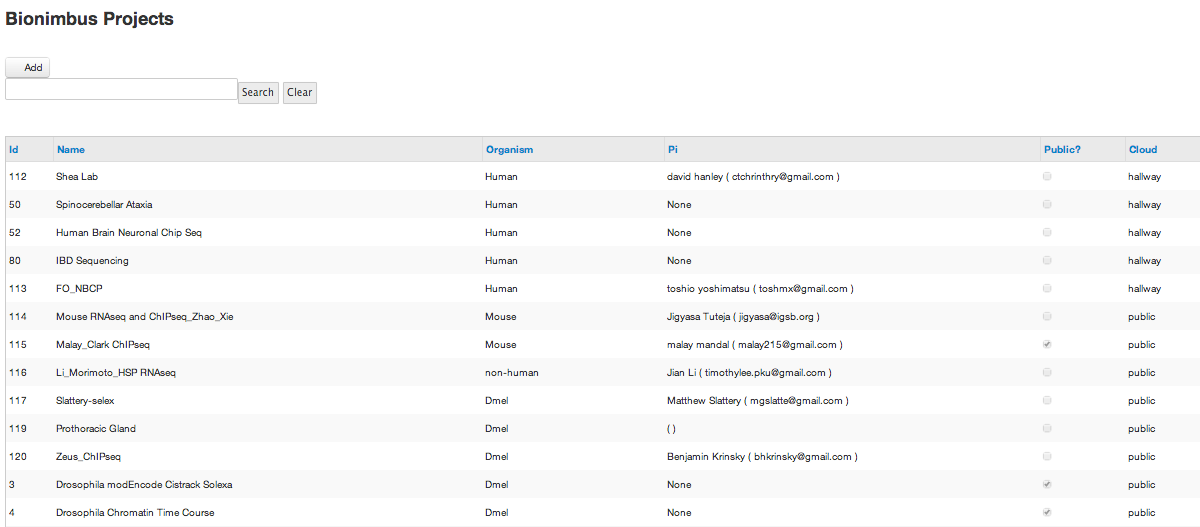 Bionimbus Projects
Add
Search Clear
Id Name Organism Pi Public? Cloud
112 Shea Lab Human david hanley ( ctchrinthry@gmail.com ) hallway
50 Spinocerebellar Ataxia Human None hallway
52 Human Brain Neuronal Chip Seq Human None hallway
80 IBD Sequencing Human None hallway
113 FO_NBCP Human toshio yoshimatsu ( toshmx@gmail.com ) hallway
114 Mouse RNAseq and ChIPseq_Zhao_Xie Mouse Jigyasa Tuteja ( jigyasa@igsb.org ) public
115 Malay_Clark ChIPseq Mouse malay mandal ( malay215@gmail.com ) public
116 Li_Morimoto_HSP RNAseq non-human Jian Li ( timothylee.pku@gmail.com ) public
117 Slattery-selex Dmel Matthew Slattery ( mgslatte@gmail.com ) public
119 Prothoracic Gland Dmel ( ) public
120 Zeus_ChIPseq Dmel Benjamin Krinsky ( bhkrinsky@gmail.com ) public
3 Drosophila modEncode Cistrack Solexa Dmel None public
4 Drosophila Chromatin Time Course Dmel None public